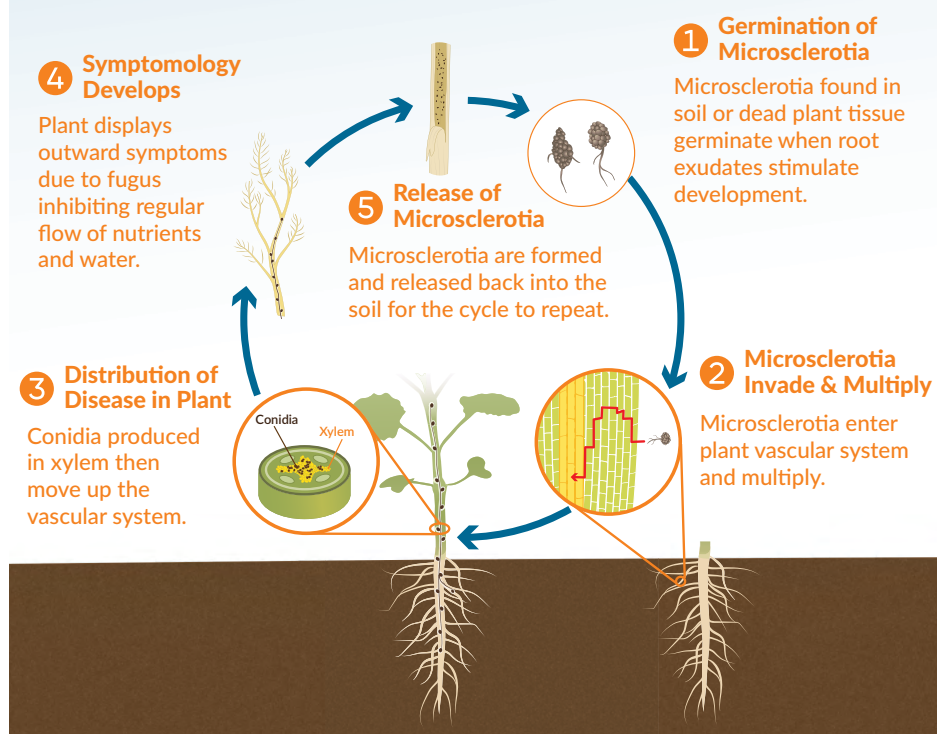 1 Germination of
Microsclerotia
Microsclerotia found in
soil or dead plant tissue
germinate when root
exudates stimulate
development.
2 Microsclerotia
Invade & Multiply
Microsclerotia enter
plant vascular system
and multiply.
3 Distribution of
Disease in Plant
Conidia produced
in xylem then
move up the
vascular system.
Conidia
Xylem
4 Symptomology
Develops
Plant displays
outward symptoms
due to fugus
inhibiting regular
flow of nutrients
and water.
5 Release of
Microsclerotia
Microsclerotia are formed
and released back into the
soil for the cycle to repeat.